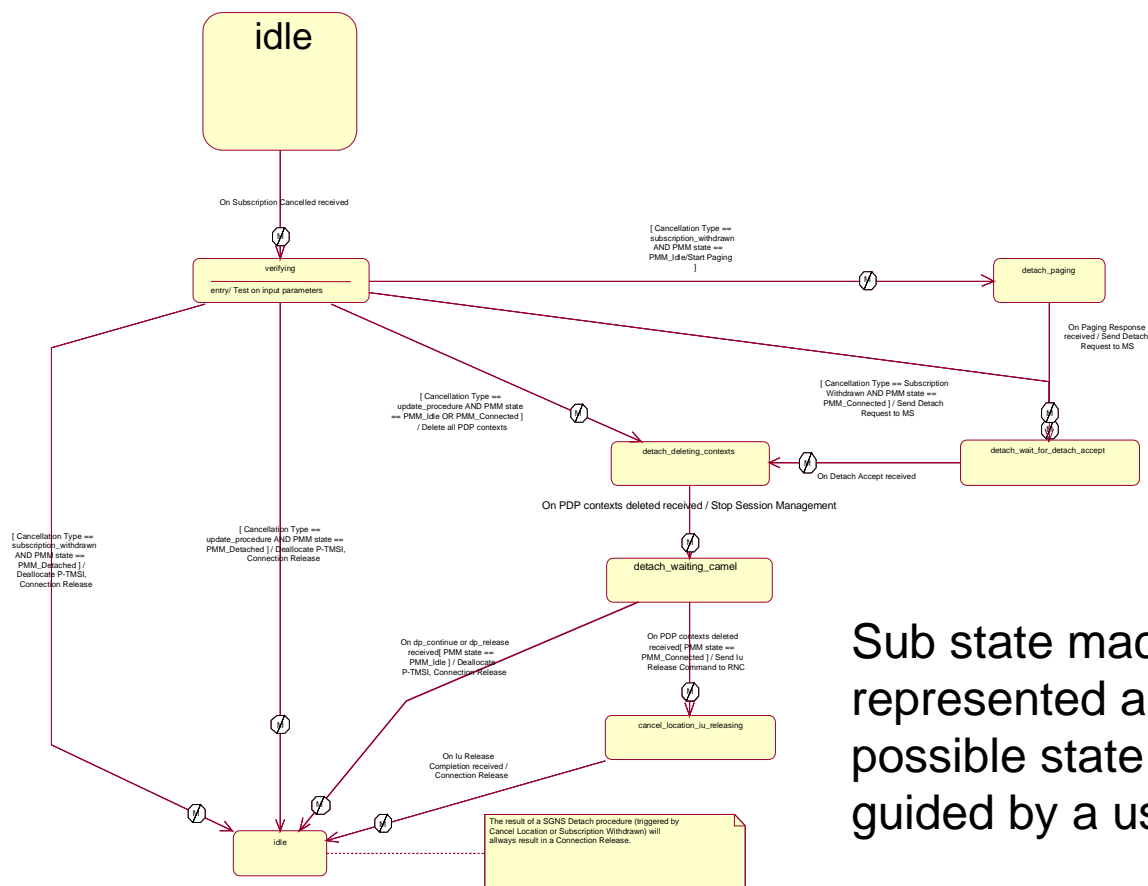 idle
On Subscription Cancelled received
[ Cancellation Type ==
subscription_withdrawn
AND PMM state ==
PMM_Idle/Start Paging
]
verifying
entry/ Test on input parameters
detach_paging
On Paging Response
received / Send Detach
Request to MS
[ Cancellation Type ==
update_procedure AND PMM state
== PMM_Idle OR PMM_Connected ]
/ Delete all PDP contexts
[ Cancellation Type == Subscription
Withdrawn AND PMM state ==
PMM_Connected ] / Send Detach
Request to MS
detach_deleting_contexts
detach_wait_for_detach_accept
On Detach Accept received
On PDP contexts deleted received / Stop Session Management
[ Cancellation Type ==
subscription_withdrawn
AND PMM state ==
PMM_Detached ] /
Deallocate P-TMSI,
Connection Release
[ Cancellation Type ==
update_procedure AND PMM state ==
PMM_Detached ] / Deallocate P-TMSI,
Connection Release
detach_waiting_camel
On dp_continue or dp_release
received[ PMM state ==
PMM_Idle ] / Deallocate
P-TMSI, Connection Release
On PDP contexts deleted
received[ PMM state ==
PMM_Connected ] / Send Iu
Release Command to RNC
cancel_location_iu_releasing
On Iu Release
Completion received /
Connection Release
idle
The result of a SGNS Detach procedure (triggered by
Cancel Location or Subscription Withdrawn) will
allways result in a Connection Release.
Sub state mac
represented a
possible state
guided by a us